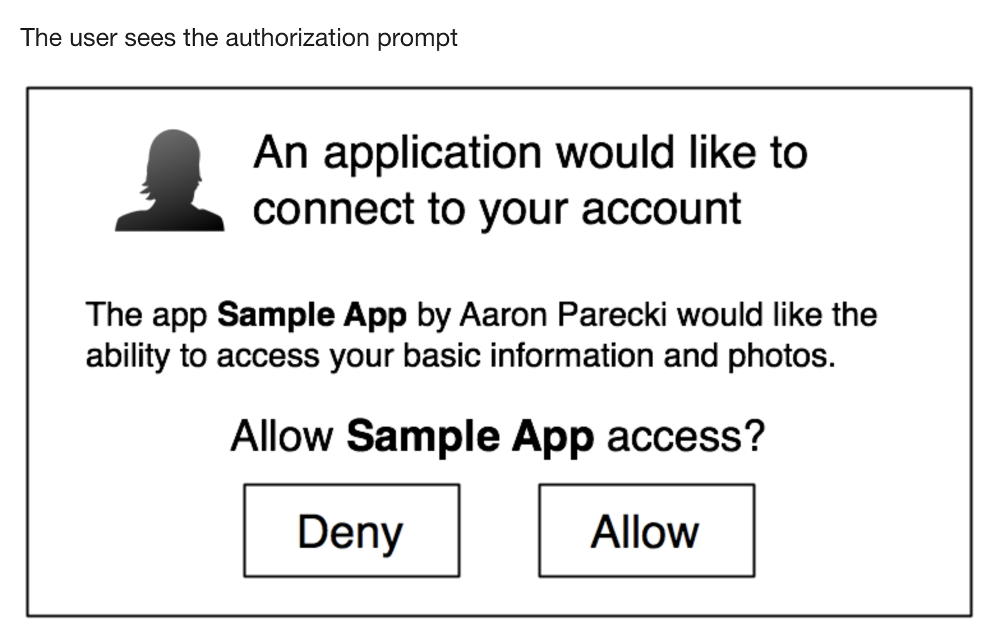 The user sees the authorization prompt
An application would like to
connect to your account
The app Sample App by Aaron Parecki would like the
ability to access your basic information and photos.
Allow Sample App access?
Deny
Allow